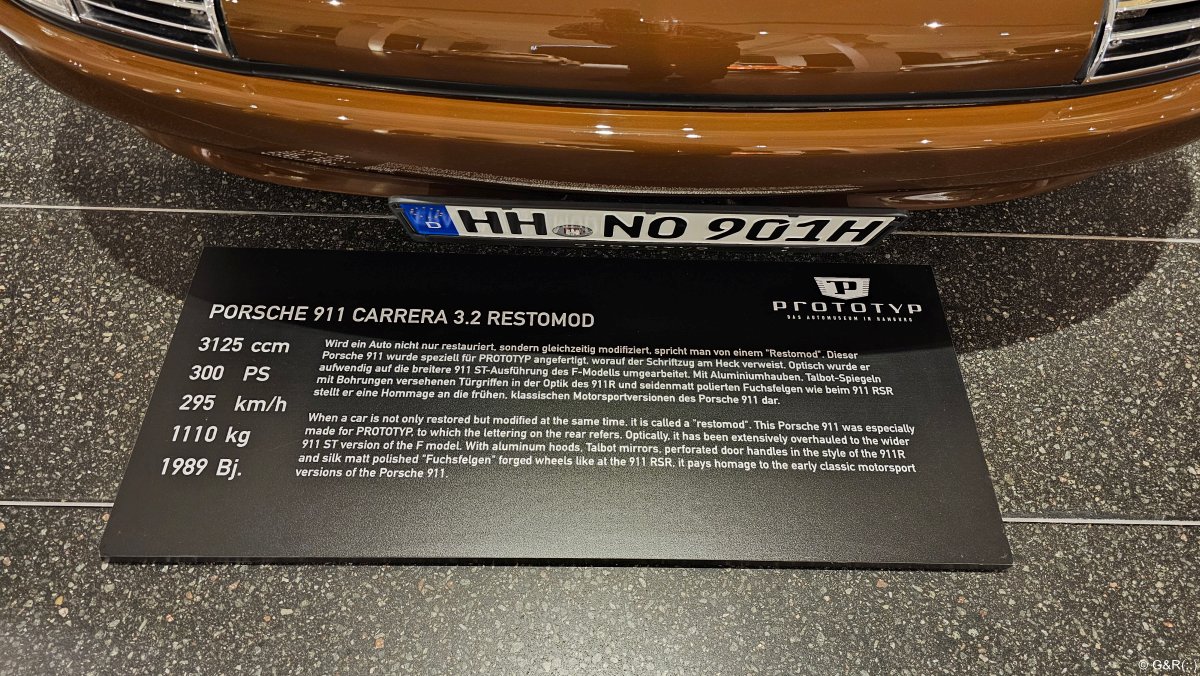 D HH NO 901H
PROTOTYP
DAS AUTOMUSEUM IN HAMBURG
PORSCHE 911 CARRERA 3.2 RESTOMOD
3125 ccm
300 PS
295 km/h
1110 kg
1989 Bj.
Wird ein Auto nicht nur restauriert, sondern gleichzeitig modifiziert, spricht man von einem "Restomod". Dieser
Porsche 911 wurde speziell für PROTOTYP angefertigt, worauf der Schriftzug am Heck verweist. Optisch wurde er
aufwendig auf die breitere 911 ST-Ausführung des F-Modells umgearbeitet. Mit Aluminiumhauben, Talbot-Spiegeln
mit Bohrungen versehenen Türgriffen in der Optik des 911R und seidenmatt polierten Fuchsfelgen wie beim 911 RSR
stellt er eine Hommage an die frühen, klassischen Motorsportversionen des Porsche 911 dar.
When a car is not only restored but modified at the same time, it is called a "restomod". This Porsche 911 was especially
made for PROTOTYP, to which the lettering on the rear refers. Optically, it has been extensively overhauled to the wider
911 ST version of the F model. With aluminum hoods, Talbot mirrors, perforated door handles in the style of the 911R
and silk matt polished "Fuchsfelgen" forged wheels like at the 911 RSR, it pays homage to the early classic motorsport
versions of the Porsche 911.
© G&R(;,;)